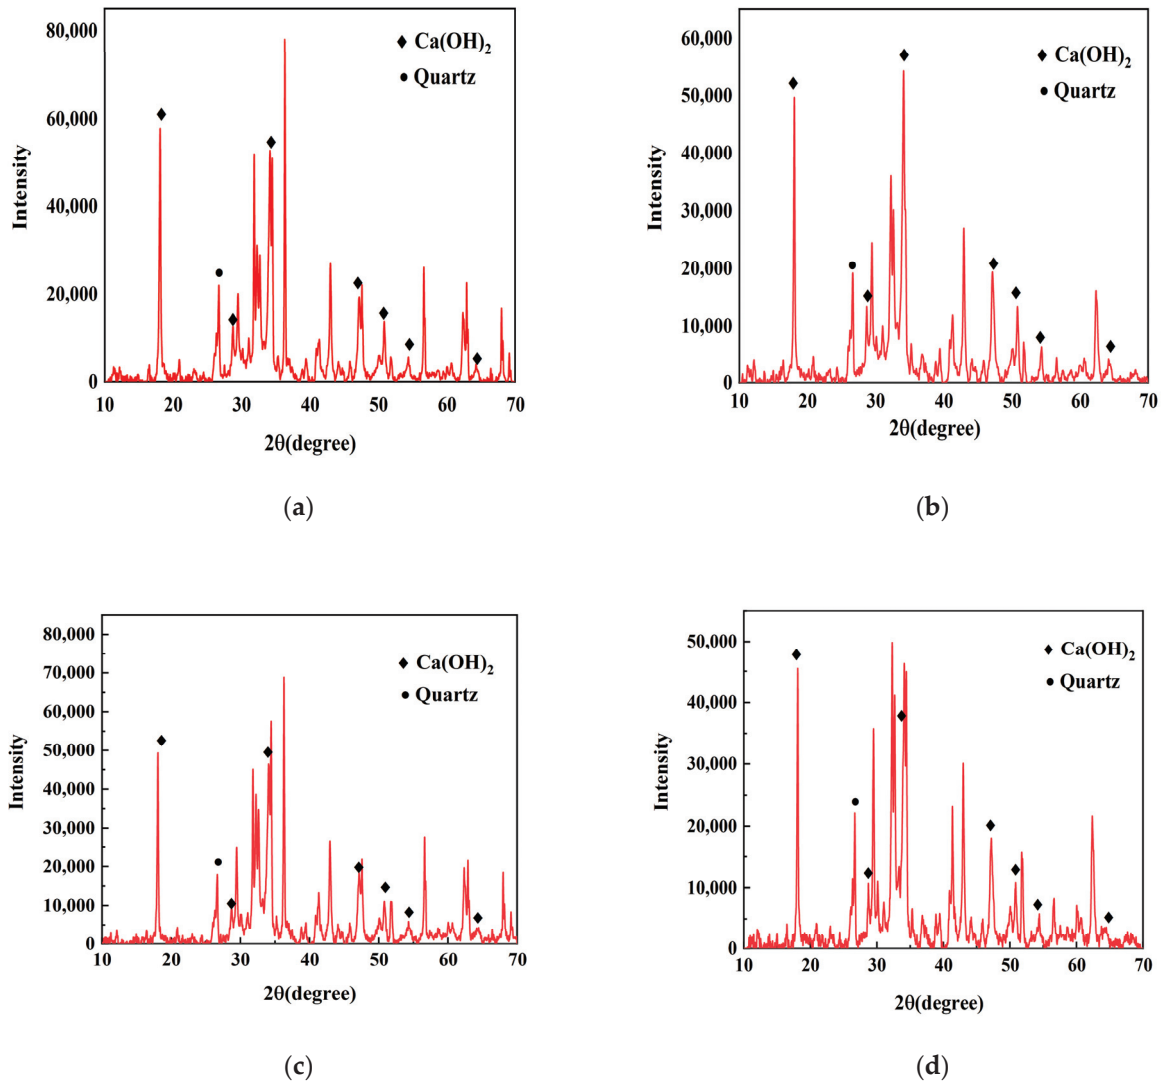 80,000
60,000
40,000
20,000
0
Intensity
◆ Ca(OH)₂
● Quartz
10 20 30 40 50 60 70
2θ(degree)
(a)
60,000
50,000
40,000
30,000
20,000
10,000
0
Intensity
◆ Ca(OH)₂
● Quartz
10 20 30 40 50 60 70
2θ(degree)
(b)
80,000
70,000
60,000
50,000
40,000
30,000
20,000
10,000
0
Intensity
◆ Ca(OH)₂
● Quartz
10 20 30 40 50 60 70
2θ(degree)
(c)
50,000
40,000
30,000
20,000
10,000
0
Intensity
◆ Ca(OH)₂
● Quartz
10 20 30 40 50 60 70
2θ(degree)
(d)